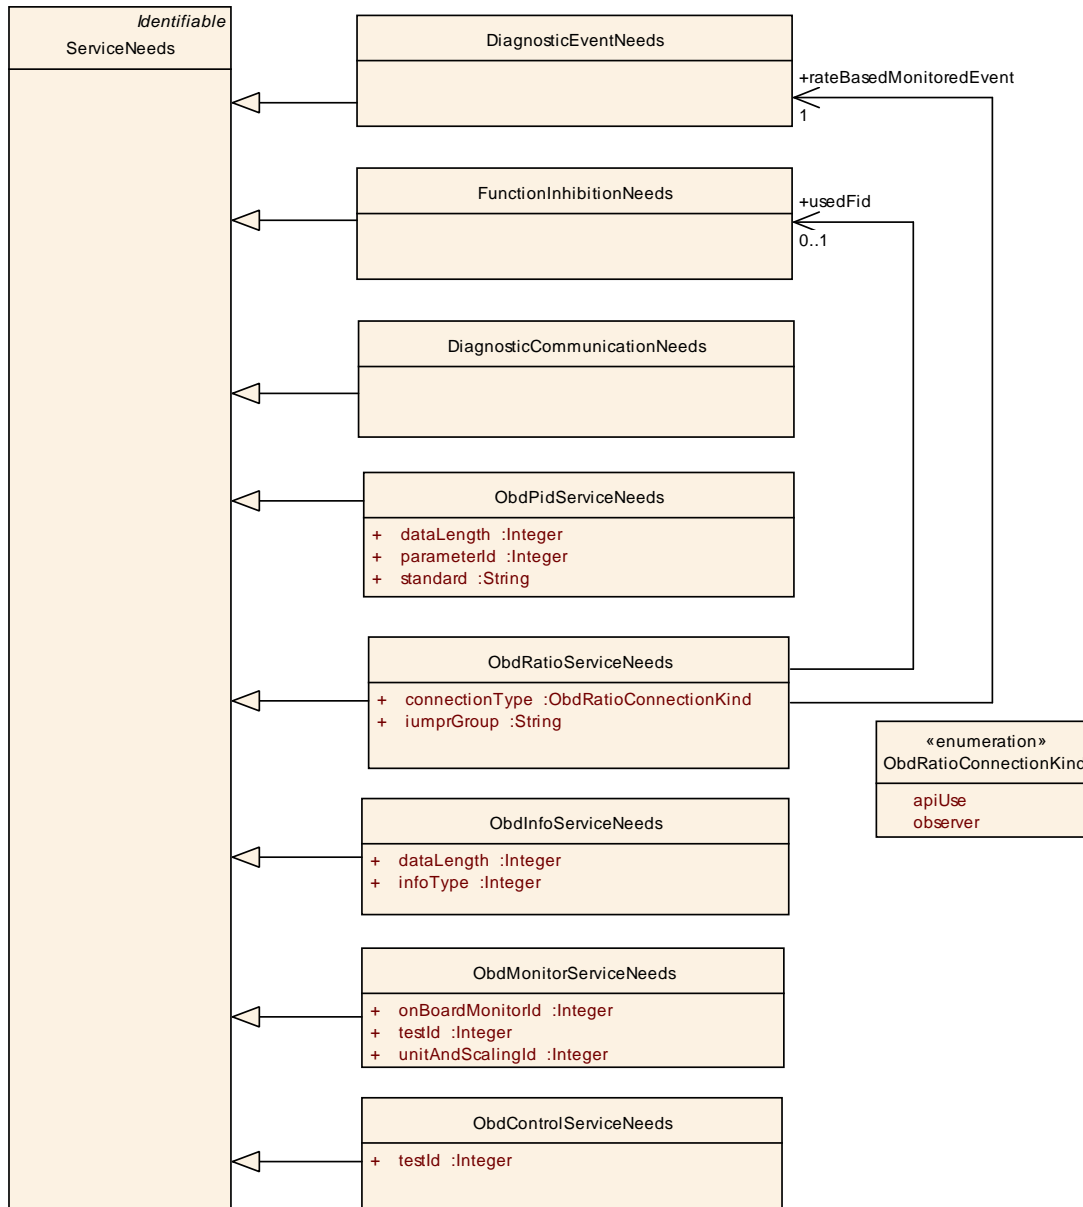 Identifiable
ServiceNeeds
DiagnosticEventNeeds
+rateBasedMonitoredEvent
1
FunctionInhibitionNeeds
+usedFid
0..1
DiagnosticCommunicationNeeds
ObdPidServiceNeeds
+ dataLength :Integer
+ parameterId :Integer
+ standard :String
ObdRatioServiceNeeds
+ connectionType :ObdRatioConnectionKind
+ iumprGroup :String
«enumeration»
ObdRatioConnectionKind
apiUse
observer
ObdInfoServiceNeeds
+ dataLength :Integer
+ infoType :Integer
ObdMonitorServiceNeeds
+ onBoardMonitorId :Integer
+ testId :Integer
+ unitAndScalingId :Integer
ObdControlServiceNeeds
+ testId :Integer